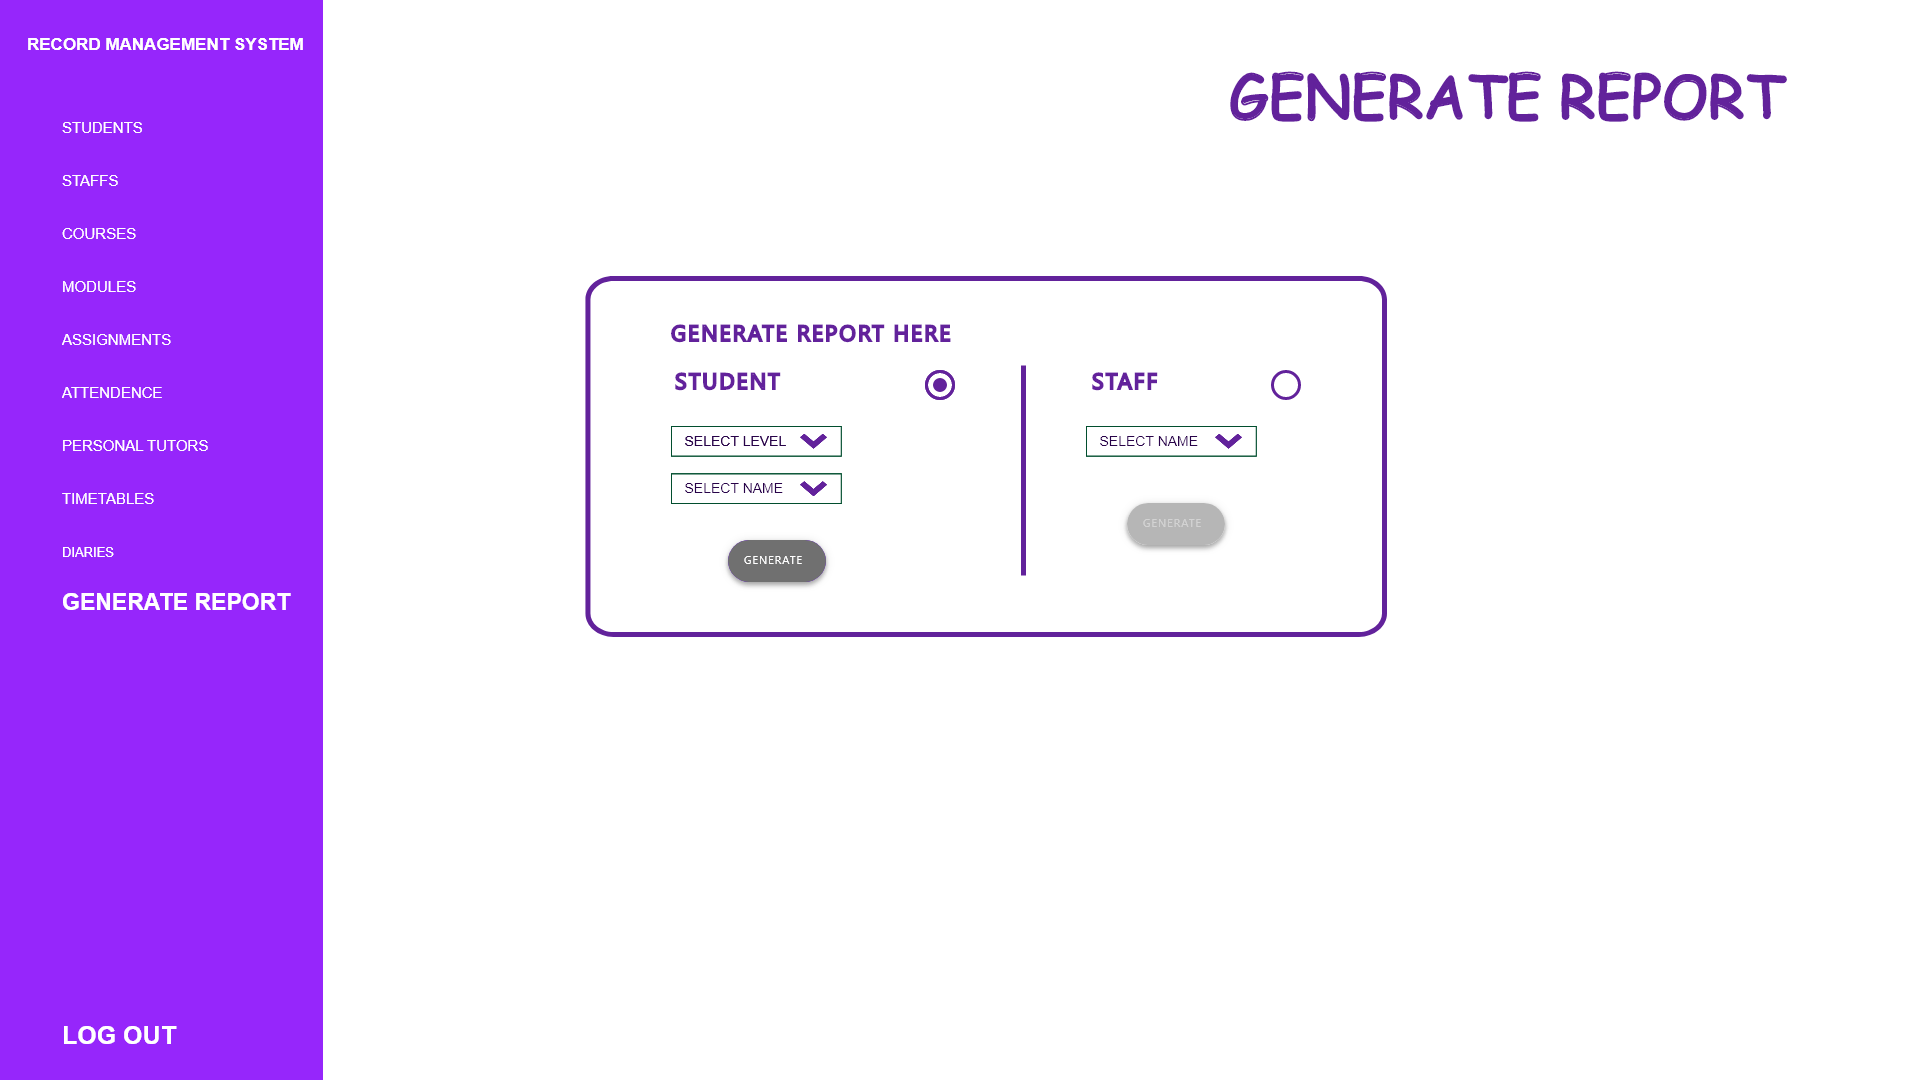 RECORD MANAGEMENT SYSTEM
STUDENTS
STAFFS
COURSES
MODULES
ASSIGNMENTS
ATTENDENCE
PERSONAL TUTORS
TIMETABLES
DIARIES
GENERATE REPORT
LOG OUT
GENERATE REPORT
GENERATE REPORT HERE
STUDENT
SELECT LEVEL
SELECT NAME
GENERATE
STAFF
SELECT NAME
GENERATE